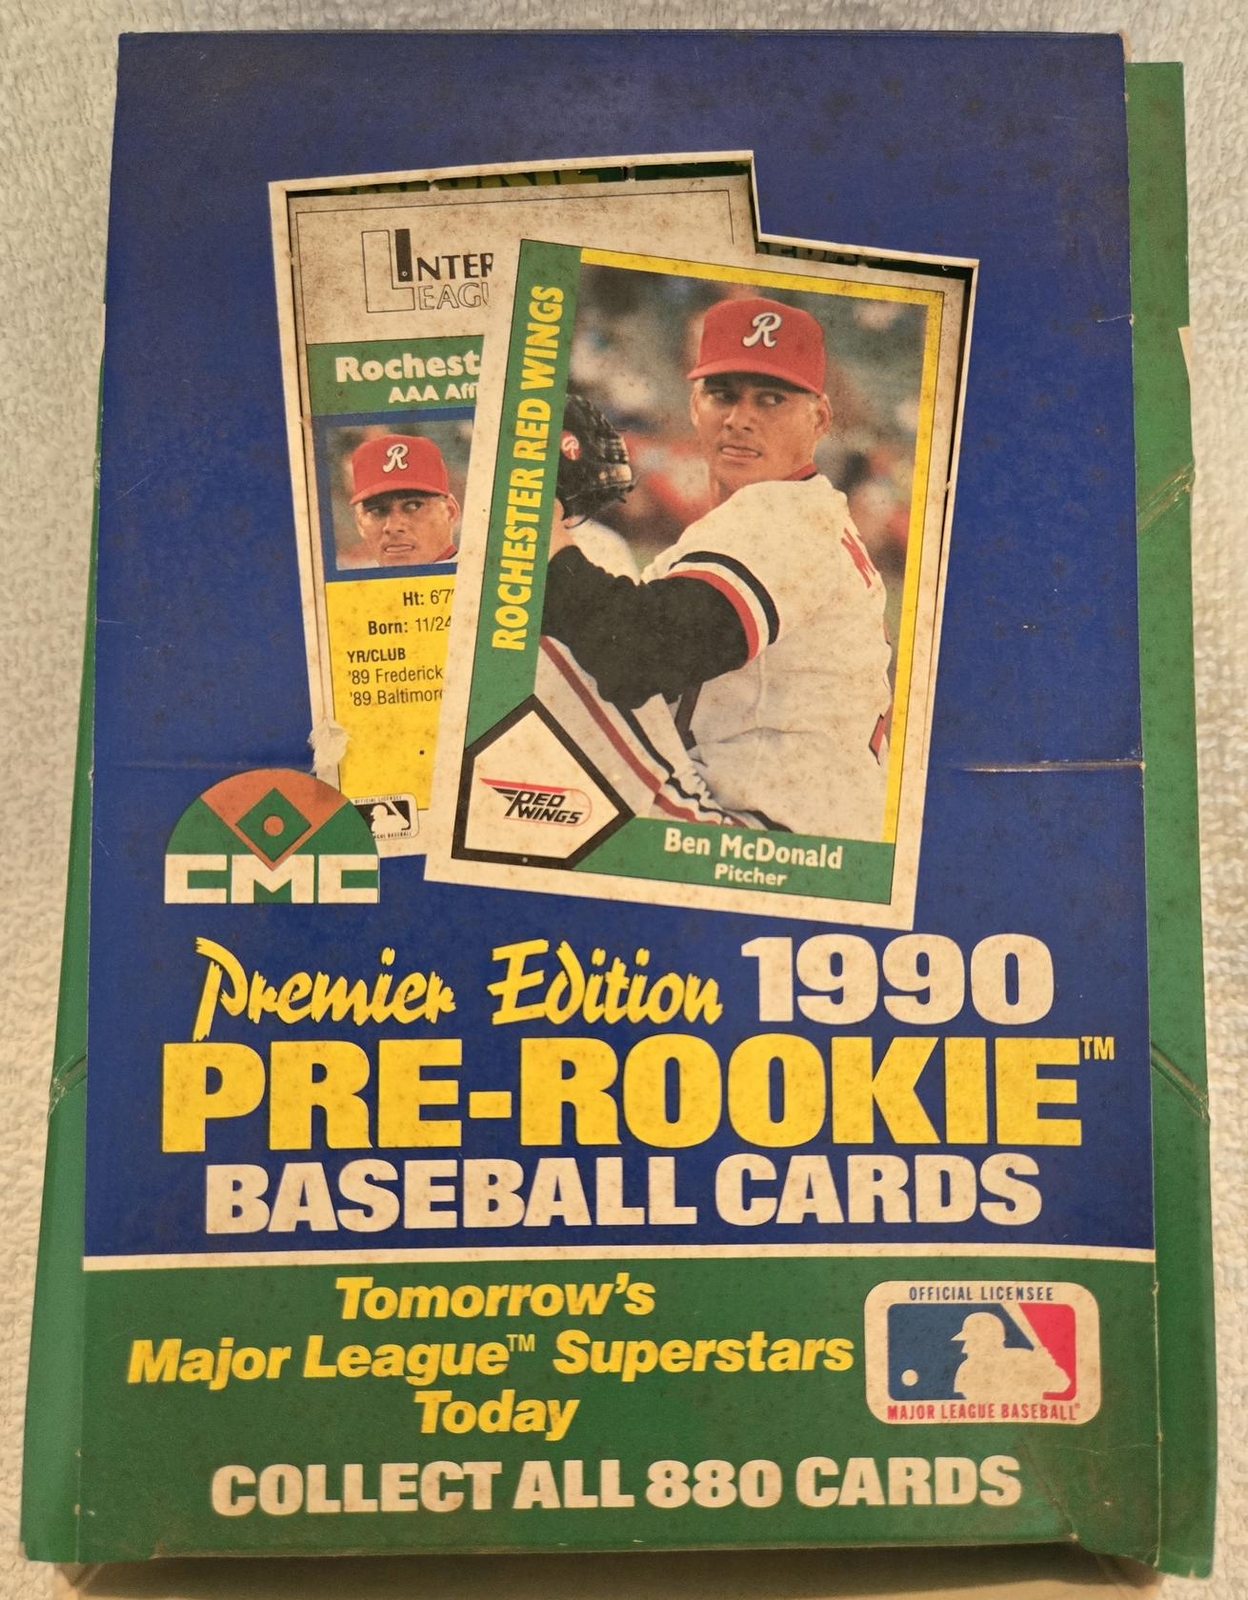 INTER
LEAGU
Rochest
AAA Aff
R
Ht: 6'7"
Born: 11/24
YR/CLUB
'89 Frederick
'89 Baltimore
ROCHESTER RED WINGS
R
RED
WINGS
Ben McDonald
Pitcher
CMC
Premier Edition 1990
PRE-ROOKIE™
BASEBALL CARDS
Tomorrow's
Major League™ Superstars
Today
OFFICIAL LICENSEE
MAJOR LEAGUE BASEBALL®
COLLECT ALL 880 CARDS